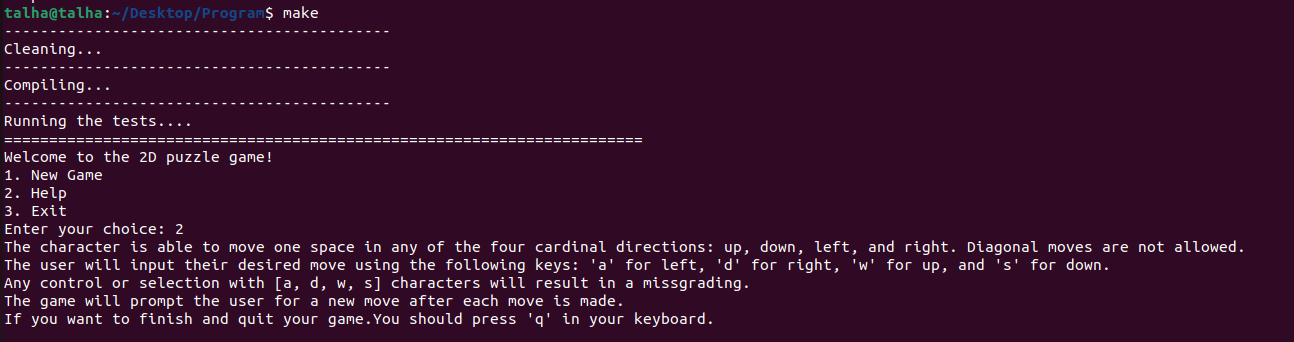 talha@talha:~/Desktop/Program$ make
-------------------------------------------
Cleaning...
-------------------------------------------
Compiling...
-------------------------------------------
Running the tests....
=======================================================================
Welcome to the 2D puzzle game!
1. New Game
2. Help
3. Exit
Enter your choice: 2
The character is able to move one space in any of the four cardinal directions: up, down, left, and right. Diagonal moves are not allowed.
The user will input their desired move using the following keys: 'a' for left, 'd' for right, 'w' for up, and 's' for down.
Any control or selection with [a, d, w, s] characters will result in a missgrading.
The game will prompt the user for a new move after each move is made.
If you want to finish and quit your game.You should press 'q' in your keyboard.